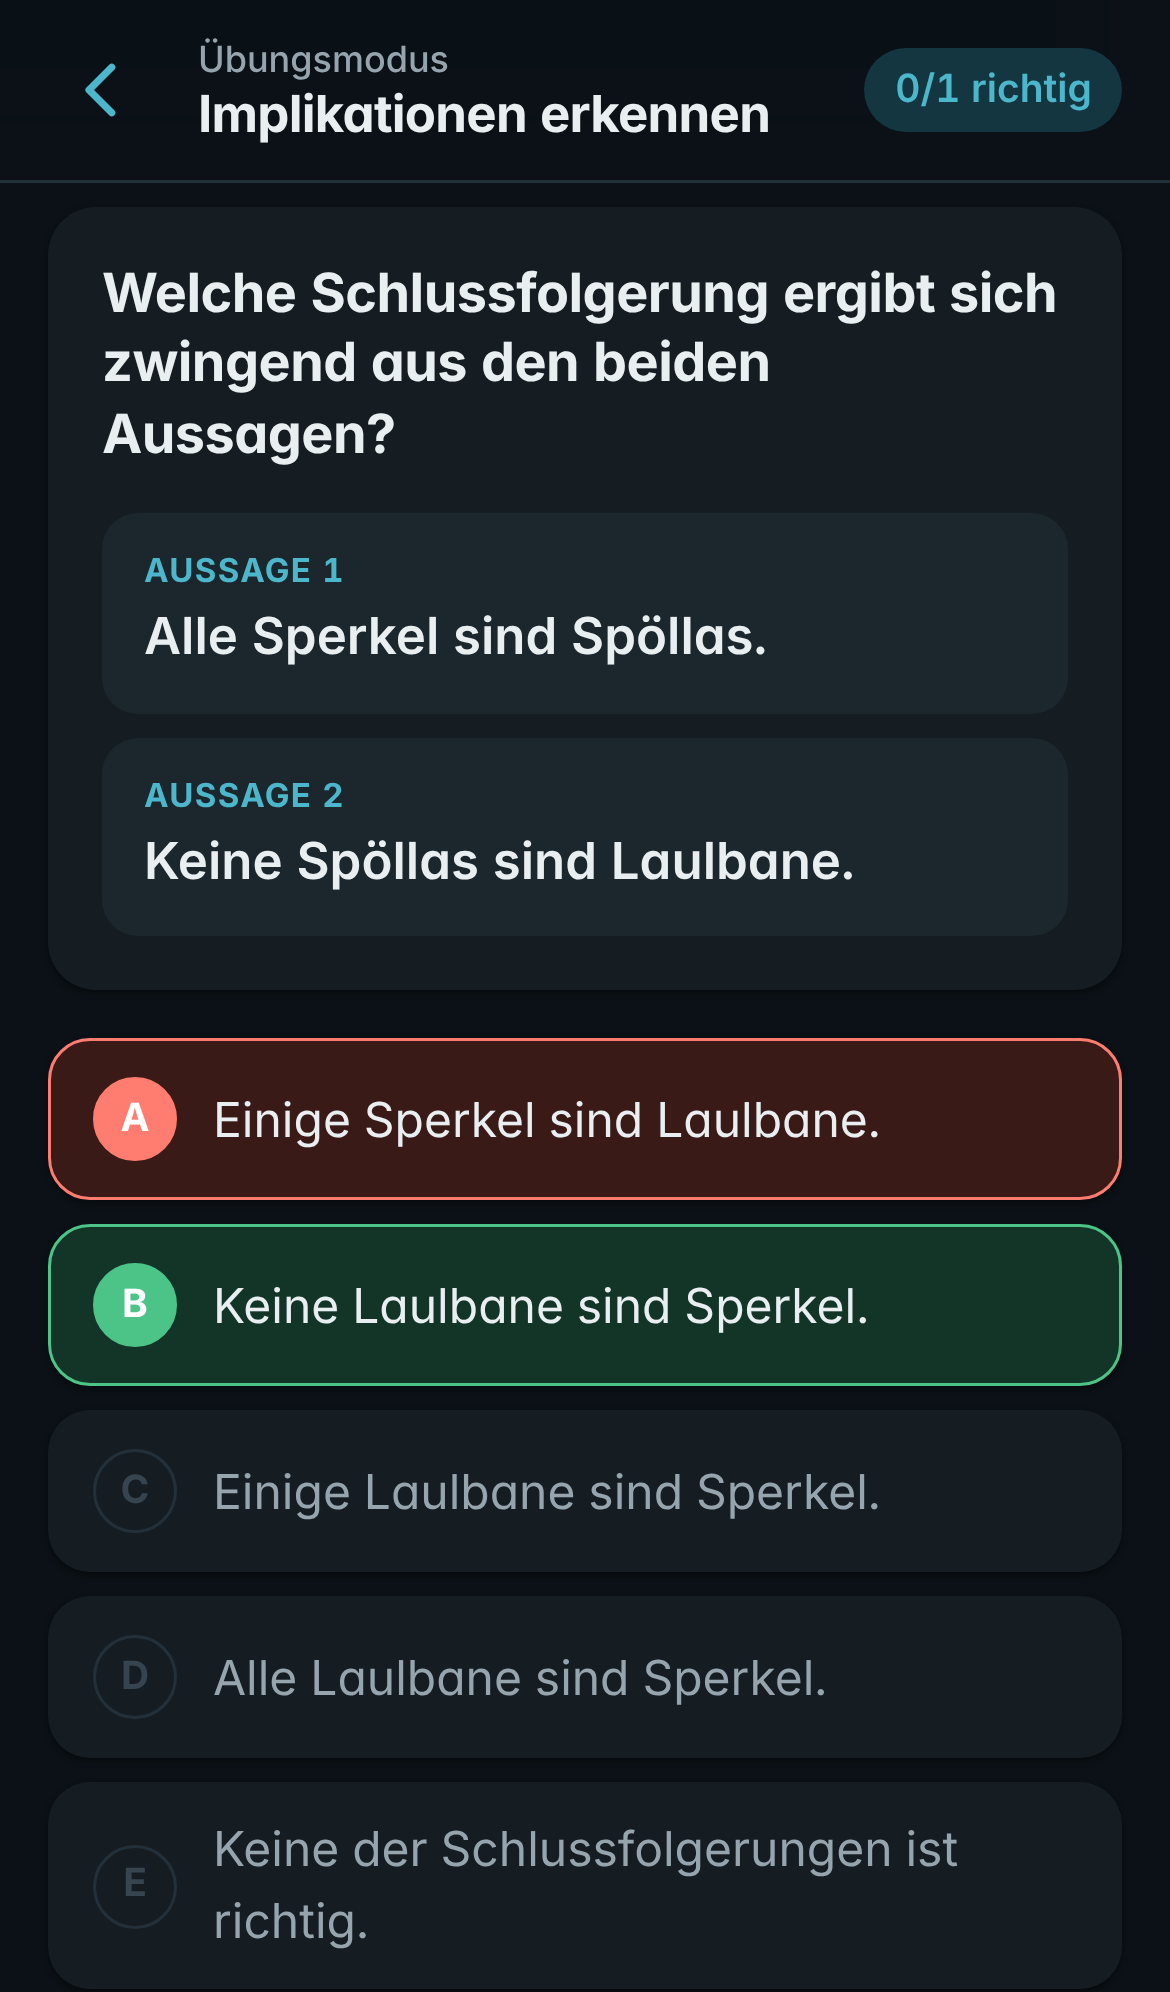 Übungsmodus
Implikationen erkennen
0/1 richtig
Welche Schlussfolgerung ergibt sich
zwingend aus den beiden
Aussagen?
AUSSAGE 1
Alle Sperkel sind Spöllas.
AUSSAGE 2
Keine Spöllas sind Laulbane.
A Einige Sperkel sind Laulbane.
B Keine Laulbane sind Sperkel.
C Einige Laulbane sind Sperkel.
D Alle Laulbane sind Sperkel.
E Keine der Schlussfolgerungen ist
richtig.